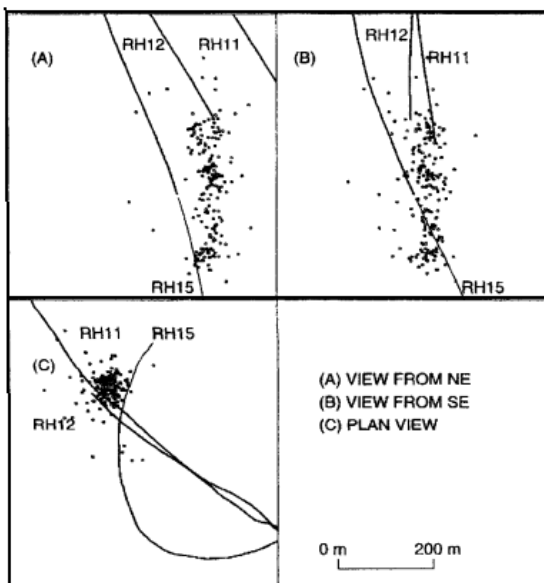 (A)
RH12
RH11
RH15
(B)
RH12
RH11
RH15
(C)
RH11
RH15
RH12
(A) VIEW FROM NE
(B) VIEW FROM SE
(C) PLAN VIEW
0 m 200 m